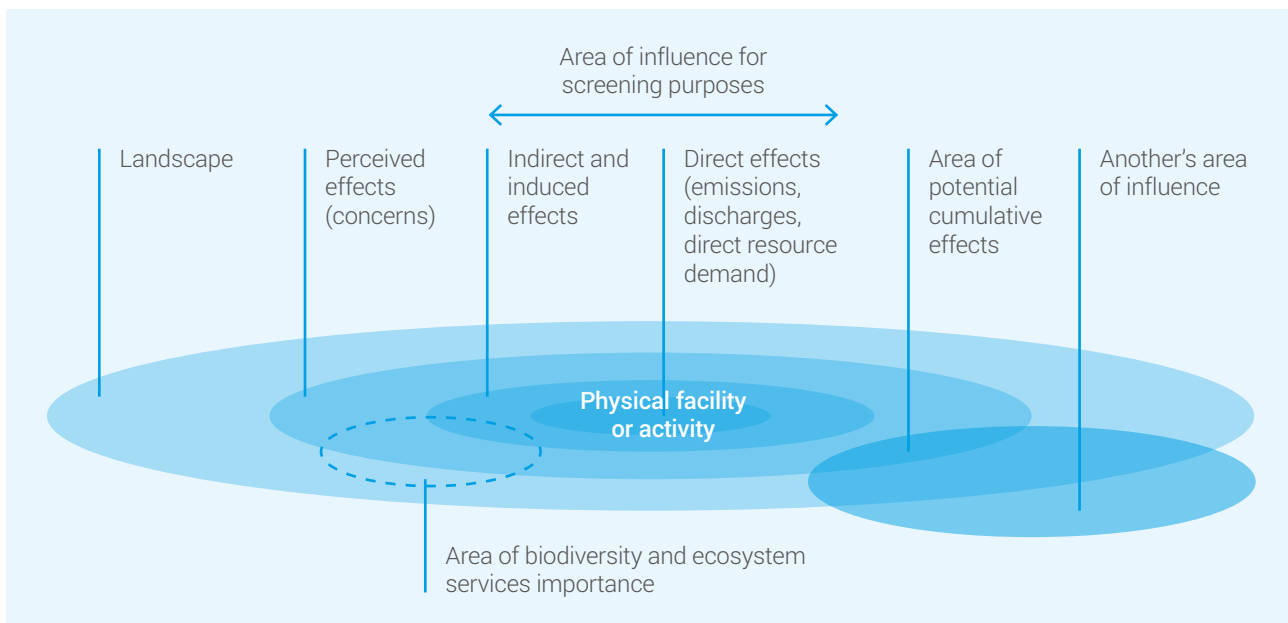 Area of influence for
screening purposes
Landscape
Perceived
effects
(concerns)
Indirect and
induced
effects
Direct effects
(emissions,
discharges,
direct resource
demand)
Area of
potential
cumulative
effects
Another’s area
of influence
Physical facility
or activity
Area of biodiversity and ecosystem
services importance